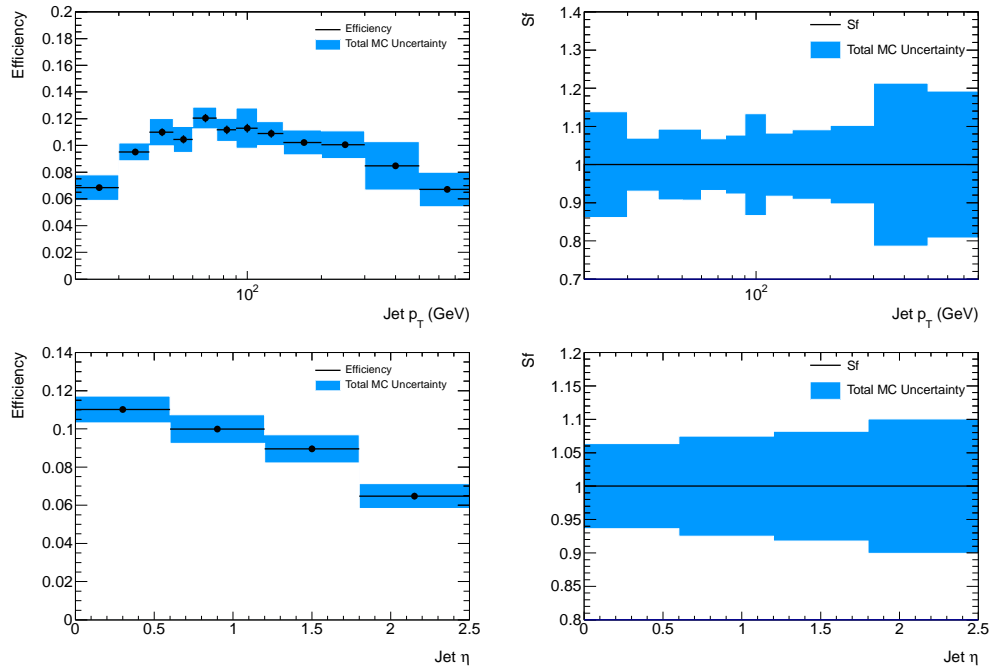 Efficiency
0.2
0.18
0.16
0.14
0.12
0.1
0.08
0.06
0.04
0.02
0
Efficiency
Total MC Uncertainty
10²
Jet p_T (GeV)
Sf
1.4
1.3
1.2
1.1
1
0.9
0.8
0.7
Sf
Total MC Uncertainty
10²
Jet p_T (GeV)
Efficiency
0.14
0.12
0.1
0.08
0.06
0.04
0.02
0
Efficiency
Total MC Uncertainty
0 0.5 1 1.5 2 2.5
Jet η
Sf
1.2
1.15
1.1
1.05
1
0.95
0.9
0.85
0.8
Sf
Total MC Uncertainty
0 0.5 1 1.5 2 2.5
Jet η